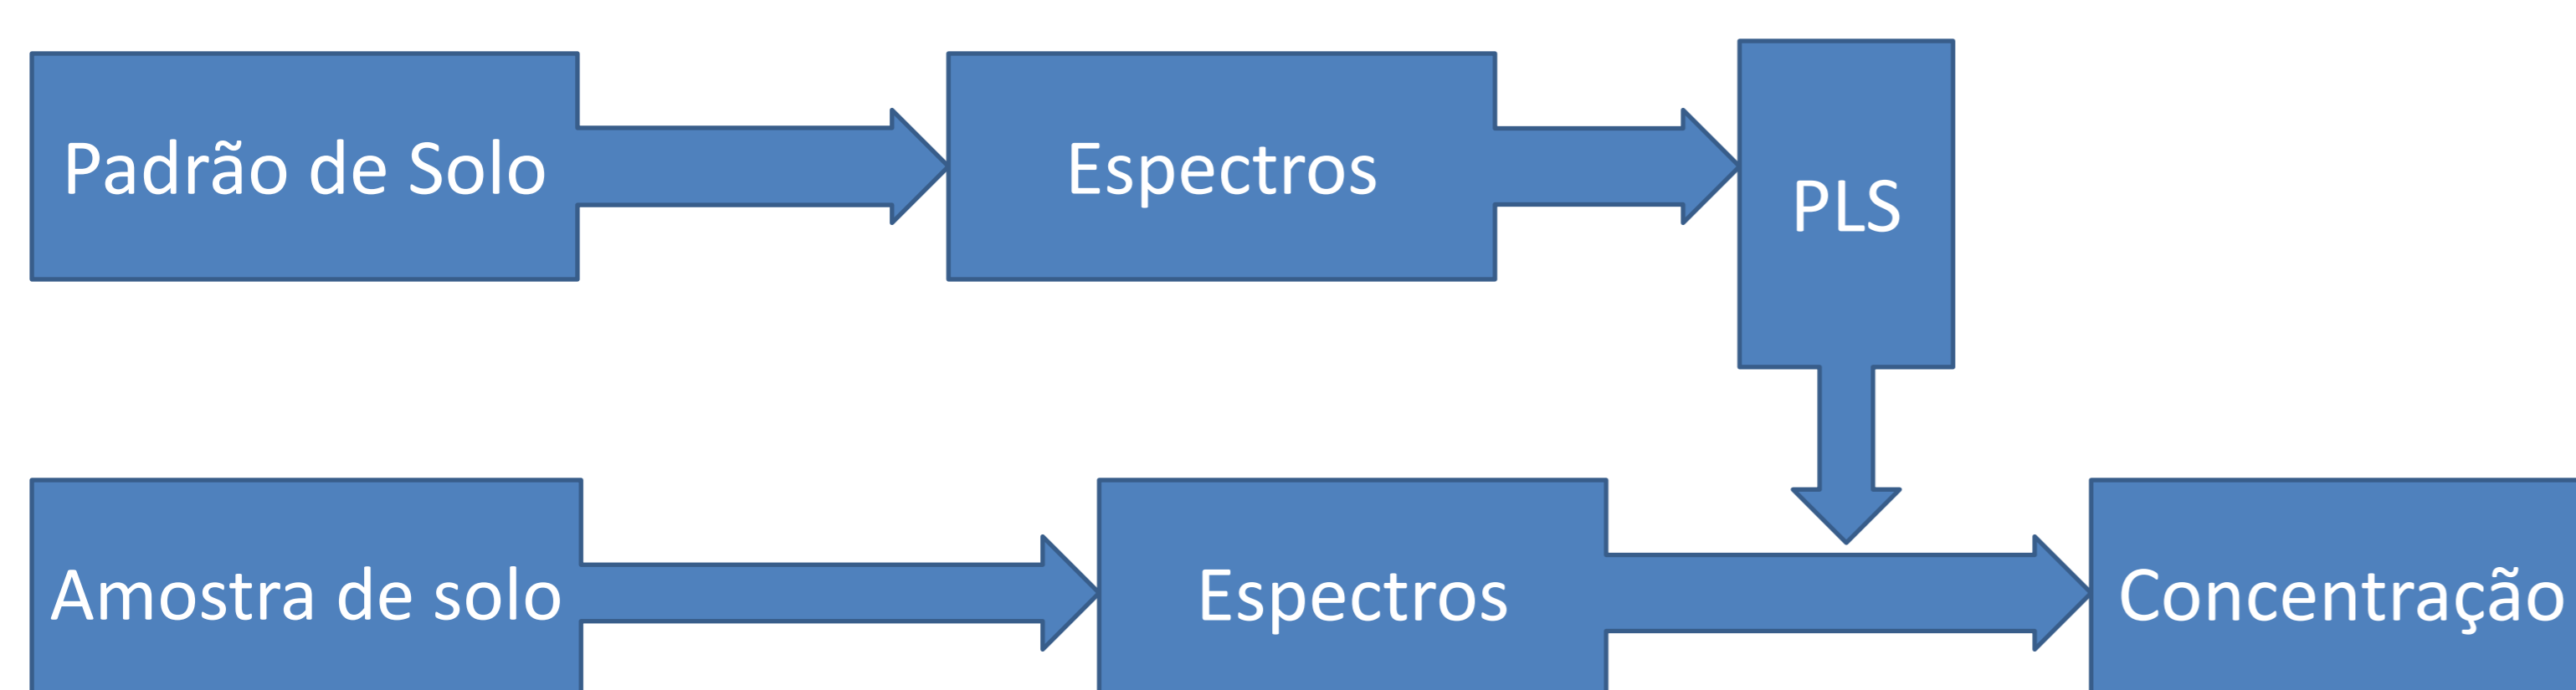 Padrão de Solo
Espectros
PLS
Amostra de solo
Espectros
Concentração